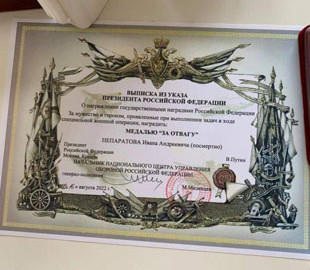 ВЫПИСКА ИЗ УКАЗА
ПРЕЗИДЕНТА РОССИЙСКОЙ ФЕДЕРАЦИИ
О награждении государственными наградами Российской Федерации
За мужество и героизм, проявленные при выполнении задач в ходе
специальной военной операции, наградить:
МЕДАЛЬЮ "ЗА ОТВАГУ"
НЕПАРАТОВА Ивана Андреевича (посмертно)
Президент
Российской Федерации
В.Путин
Москва, Кремль
НАЧАЛЬНИК НАЦИОНАЛЬНОГО ЦЕНТРА УПРАВЛЕНИЯ
ОБОРОНОЙ РОССИЙСКОЙ ФЕДЕРАЦИИ
генерал-полковник
М.Мизинцев
августа 2022 г.